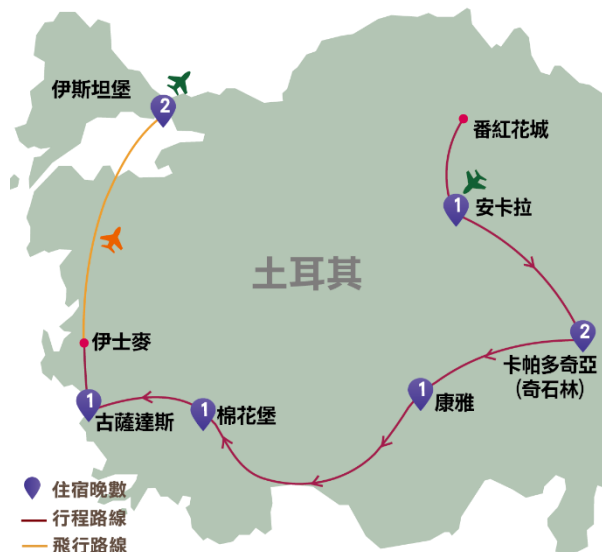 伊斯坦堡
2
番紅花城
1
安卡拉
土耳其
伊士麥
2
卡帕多奇亞
(奇石林)
1
康雅
1
棉花堡
1
古薩達斯
住宿晚數
行程路線
飛行路線